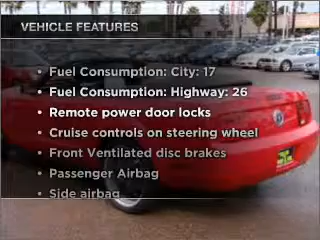 VEHICLE FEATURES
• Fuel Consumption: City: 17
• Fuel Consumption: Highway: 26
• Remote power door locks
• Cruise controls on steering wheel
• Front Ventilated disc brakes
• Passenger Airbag
• Side airbag